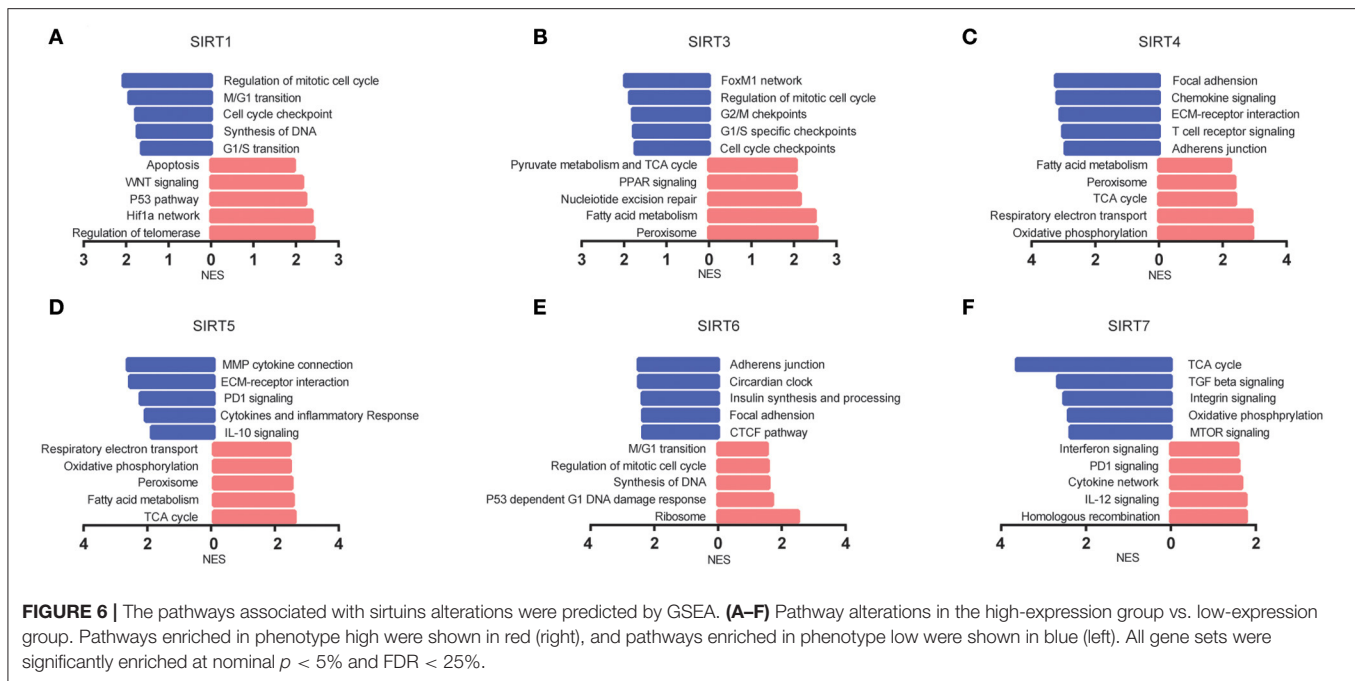 A
SIRT1
Regulation of mitotic cell cycle
M/G1 transition
Cell cycle checkpoint
Synthesis of DNA
G1/S transition
Apoptosis
WNT signaling
P53 pathway
Hif1a network
Regulation of telomerase
3 2 1 0 1 2 3
NES
B
SIRT3
FoxM1 network
Regulation of mitotic cell cycle
G2/M chekpoints
G1/S specific checkpoints
Cell cycle checkpoints
Pyruvate metabolism and TCA cycle
PPAR signaling
Nucleotide excision repair
Fatty acid metabolism
Peroxisome
3 2 1 0 1 2 3
NES
C
SIRT4
Focal adhension
Chemokine signaling
ECM-receptor interaction
T cell receptor signaling
Adherens junction
Fatty acid metabolism
Peroxisome
TCA cycle
Respiratory electron transport
Oxidative phosphorylation
4 2 0 2 4
NES
D
SIRT5
MMP cytokine connection
ECM-receptor interaction
PD1 signaling
Cytokines and inflammatory Response
IL-10 signaling
Respiratory electron transport
Oxidative phosphorylation
Peroxisome
Fatty acid metabolism
TCA cycle
4 2 0 2 4
NES
E
SIRT6
Adherens junction
Circardian clock
Insulin synthesis and processing
Focal adhension
CTCF pathway
M/G1 transition
Regulation of mitotic cell cycle
Synthesis of DNA
P53 dependent G1 DNA damage response
Ribosome
4 2 0 2 4
NES
F
SIRT7
TCA cycle
TGF beta signaling
Integrin signaling
Oxidative phosphprylation
MTOR signaling
Interferon signaling
PD1 signaling
Cytokine network
IL-12 signaling
Homologous recombination
4 2 0 2
NES
FIGURE 6 | The pathways associated with sirtuins alterations were predicted by GSEA. (A–F) Pathway alterations in the high-expression group vs. low-expression
group. Pathways enriched in phenotype high were shown in red (right), and pathways enriched in phenotype low were shown in blue (left). All gene sets were
significantly enriched at nominal p < 5% and FDR < 25%.